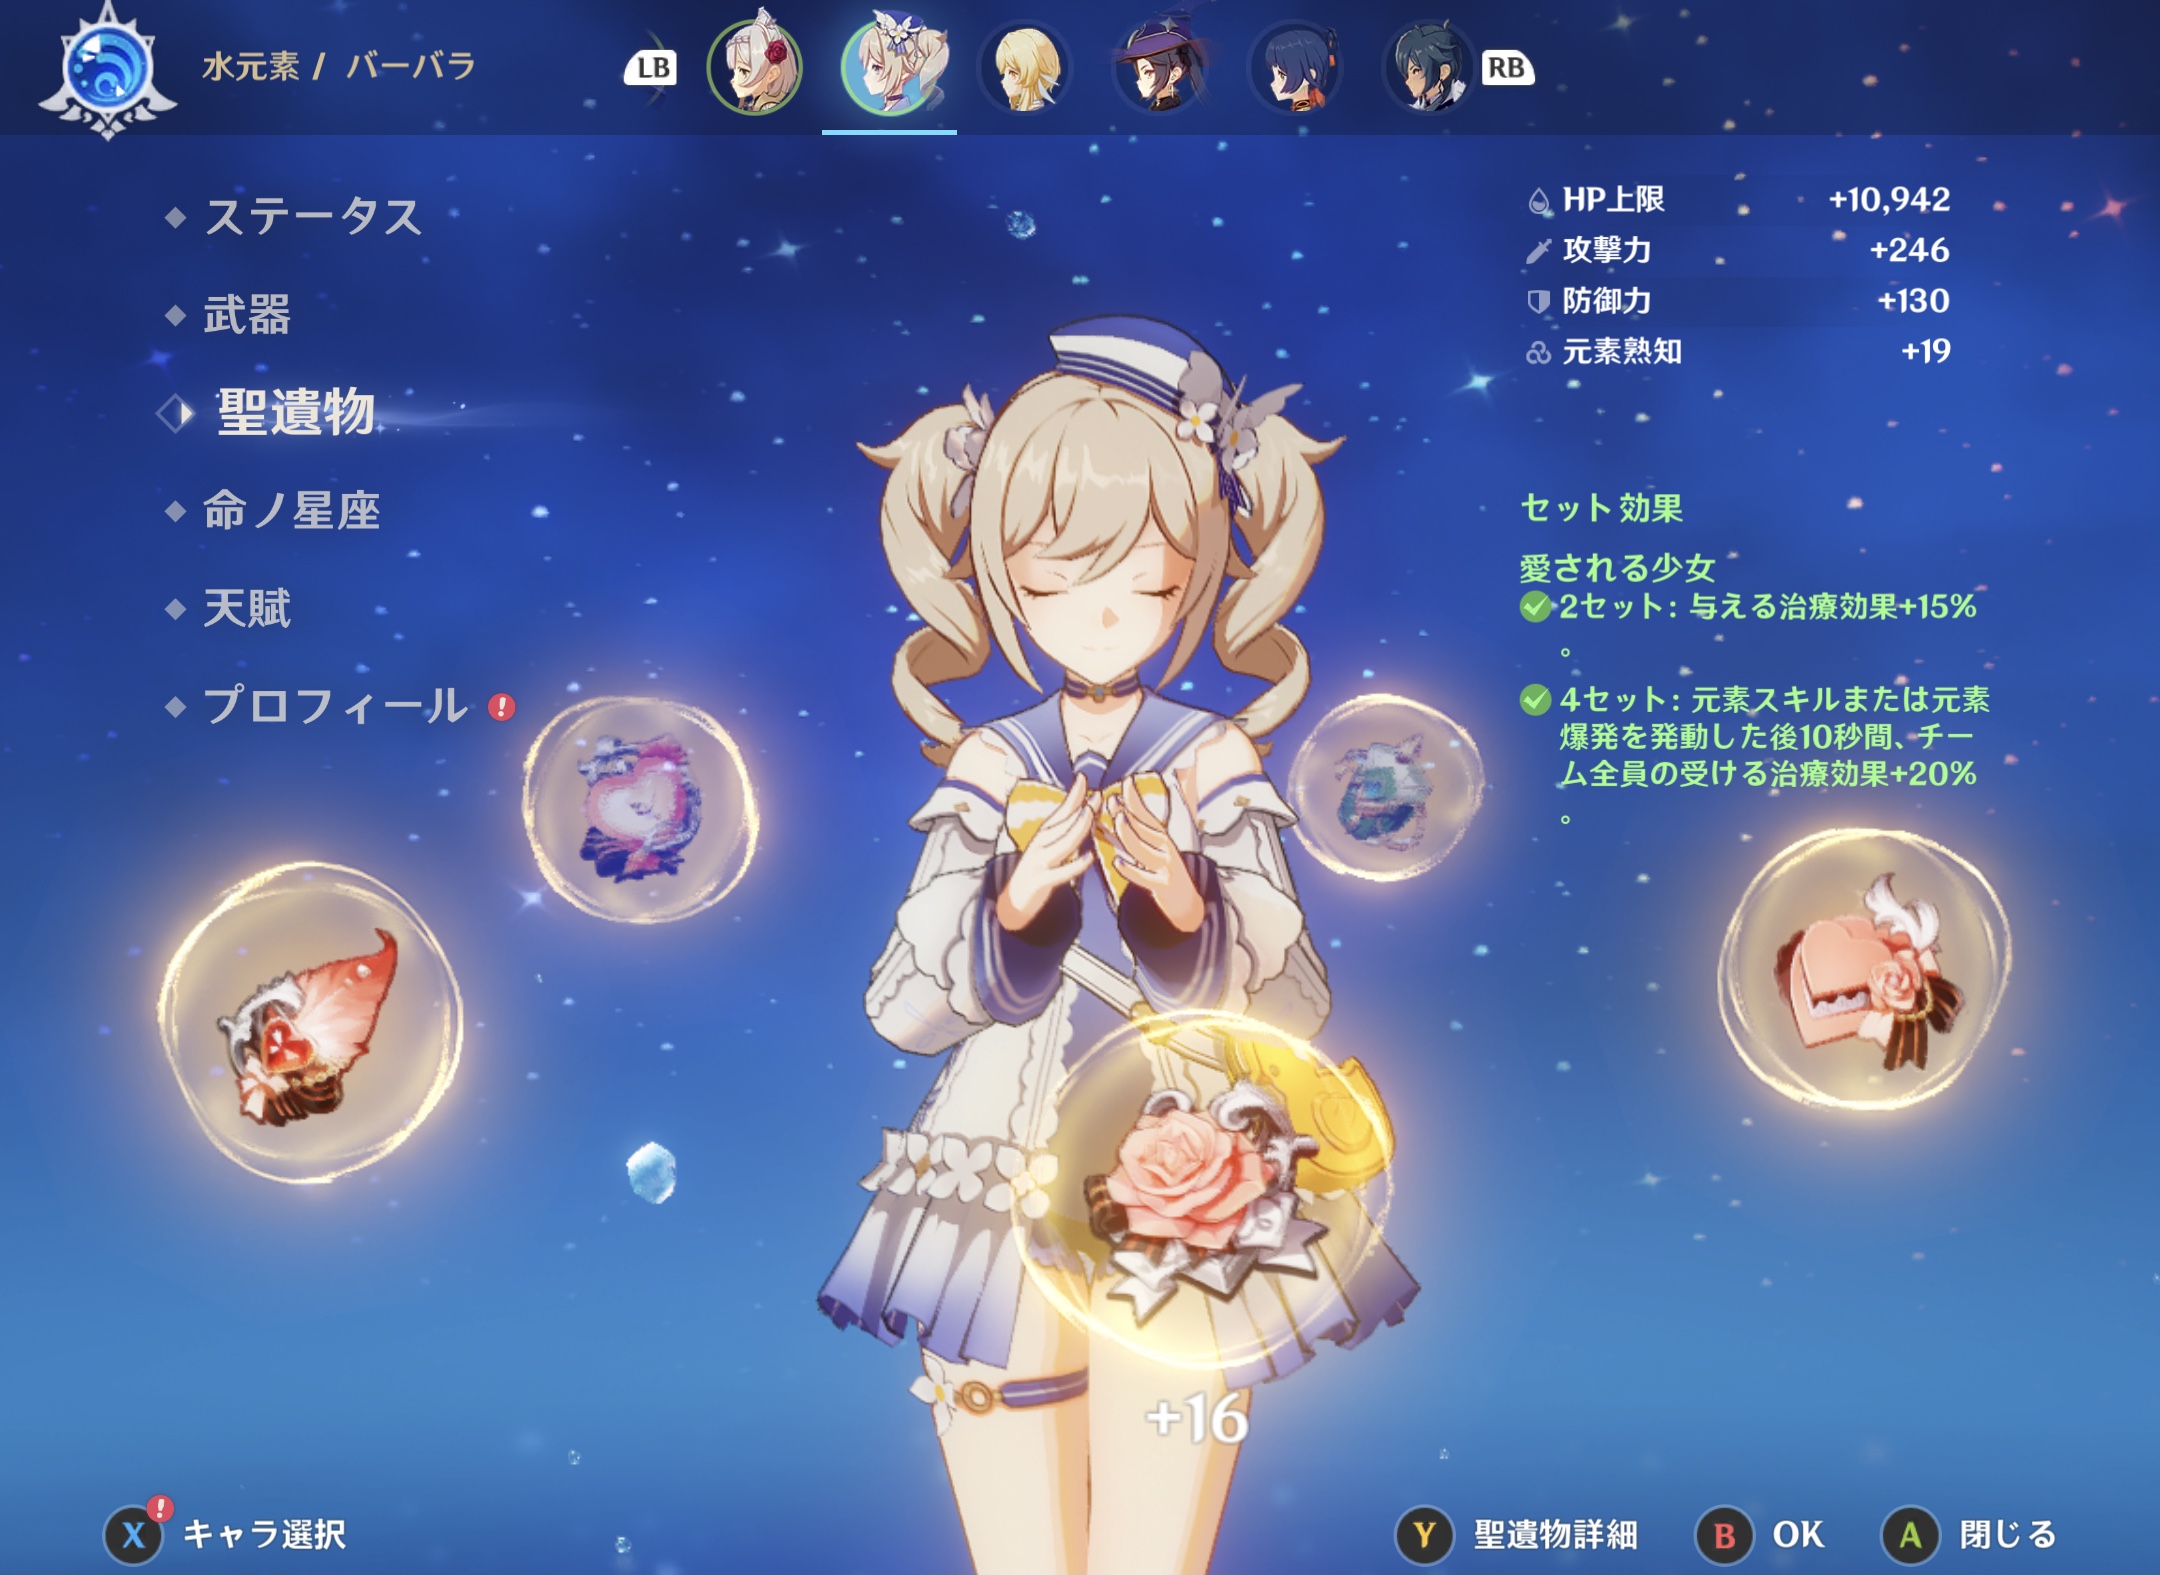 水元素 / バーバラ
LB
RB
ステータス
武器
聖遺物
命ノ星座
天賦
プロフィール !
HP上限 +10,942
攻撃力 +246
防御力 +130
元素熟知 +19
セット効果
愛される少女
2セット: 与える治療効果+15%
。
4セット: 元素スキルまたは元素
爆発を発動した後10秒間、チー
ム全員の受ける治療効果+20%
。
+16
X ! キャラ選択
Y 聖遺物詳細
B OK
A 閉じる